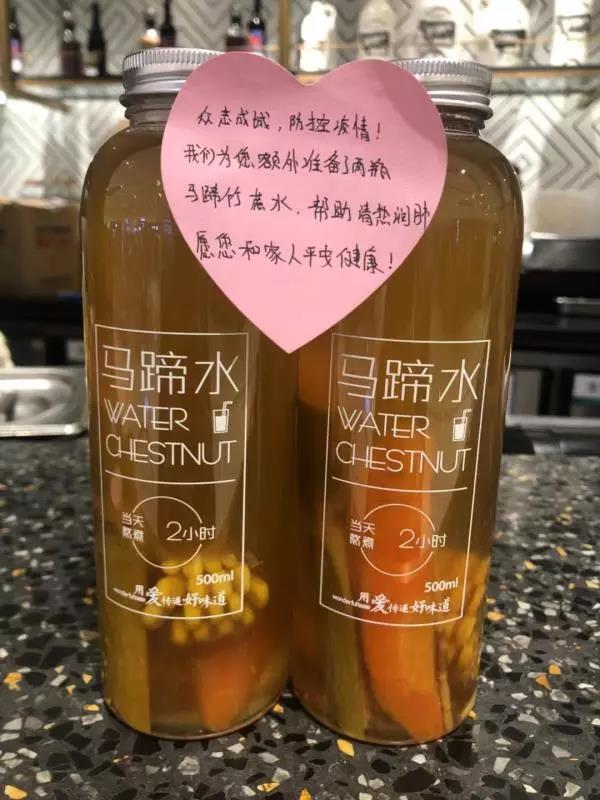 众志成城，防控疫情！
我们为您额外准备了两瓶
马蹄竹蔗水，帮助清热润肺
愿您和家人平安健康！
马蹄水
WATER
CHESTNUT
当天
熬煮
2小时
500ml
用爱传递好味道
wonderfultaste
马蹄水
WATER
CHESTNUT
当天
熬煮
2小时
500ml
用爱传递好味道
wonderfultaste